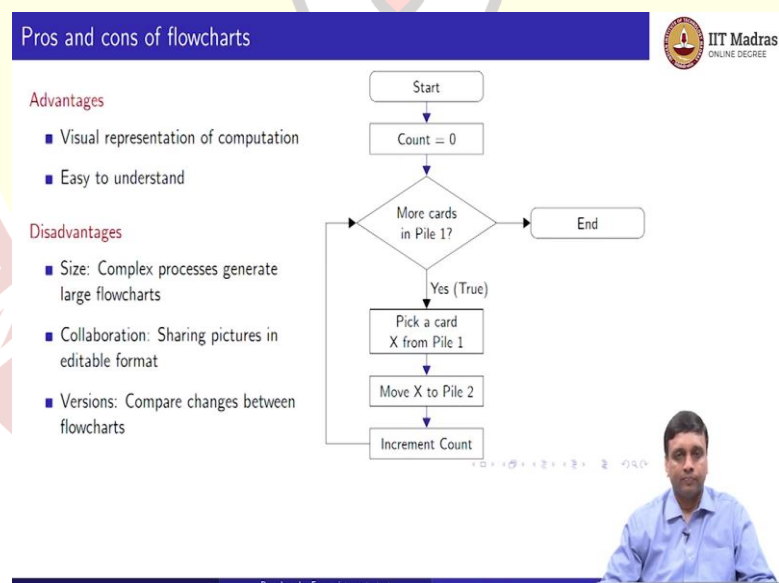 Pros and cons of flowcharts
IIT Madras
ONLINE DEGREE
Advantages
Visual representation of computation
Easy to understand
Disadvantages
Size: Complex processes generate
large flowcharts
Collaboration: Sharing pictures in
editable format
Versions: Compare changes between
flowcharts
Start
Count = 0
More cards
in Pile 1?
End
Yes (True)
Pick a card
X from Pile 1
Move X to Pile 2
Increment Count